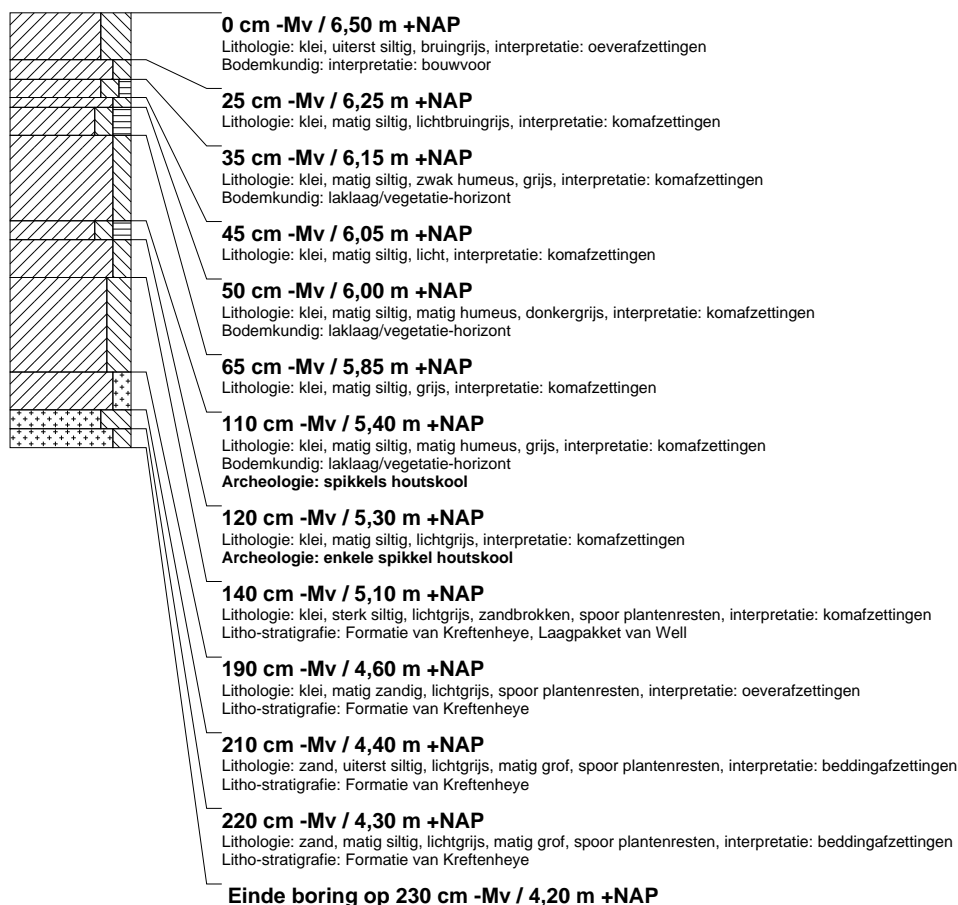 0 cm -Mv / 6,50 m +NAP
Lithologie: klei, uiterst siltig, bruingrijs, interpretatie: oeverafzettingen
Bodemkundig: interpretatie: bouwvoor
25 cm -Mv / 6,25 m +NAP
Lithologie: klei, matig siltig, lichtbruingrijs, interpretatie: komafzettingen
35 cm -Mv / 6,15 m +NAP
Lithologie: klei, matig siltig, zwak humeus, grijs, interpretatie: komafzettingen
Bodemkundig: laklaag/vegetatie-horizont
45 cm -Mv / 6,05 m +NAP
Lithologie: klei, matig siltig, licht, interpretatie: komafzettingen
50 cm -Mv / 6,00 m +NAP
Lithologie: klei, matig siltig, matig humeus, donkergrijs, interpretatie: komafzettingen
Bodemkundig: laklaag/vegetatie-horizont
65 cm -Mv / 5,85 m +NAP
Lithologie: klei, matig siltig, grijs, interpretatie: komafzettingen
110 cm -Mv / 5,40 m +NAP
Lithologie: klei, matig siltig, matig humeus, grijs, interpretatie: komafzettingen
Bodemkundig: laklaag/vegetatie-horizont
Archeologie: spikkels houtskool
120 cm -Mv / 5,30 m +NAP
Lithologie: klei, matig siltig, lichtgrijs, interpretatie: komafzettingen
Archeologie: enkele spikkel houtskool
140 cm -Mv / 5,10 m +NAP
Lithologie: klei, sterk siltig, lichtgrijs, zandbrokken, spoor plantenresten, interpretatie: komafzettingen
Litho-stratigrafie: Formatie van Kreftenheye, Laagpakket van Well
190 cm -Mv / 4,60 m +NAP
Lithologie: klei, matig zandig, lichtgrijs, spoor plantenresten, interpretatie: oeverafzettingen
Litho-stratigrafie: Formatie van Kreftenheye
210 cm -Mv / 4,40 m +NAP
Lithologie: zand, uiterst siltig, lichtgrijs, matig grof, spoor plantenresten, interpretatie: beddingafzettingen
Litho-stratigrafie: Formatie van Kreftenheye
220 cm -Mv / 4,30 m +NAP
Lithologie: zand, matig siltig, lichtgrijs, matig grof, spoor plantenresten, interpretatie: beddingafzettingen
Litho-stratigrafie: Formatie van Kreftenheye
Einde boring op 230 cm -Mv / 4,20 m +NAP